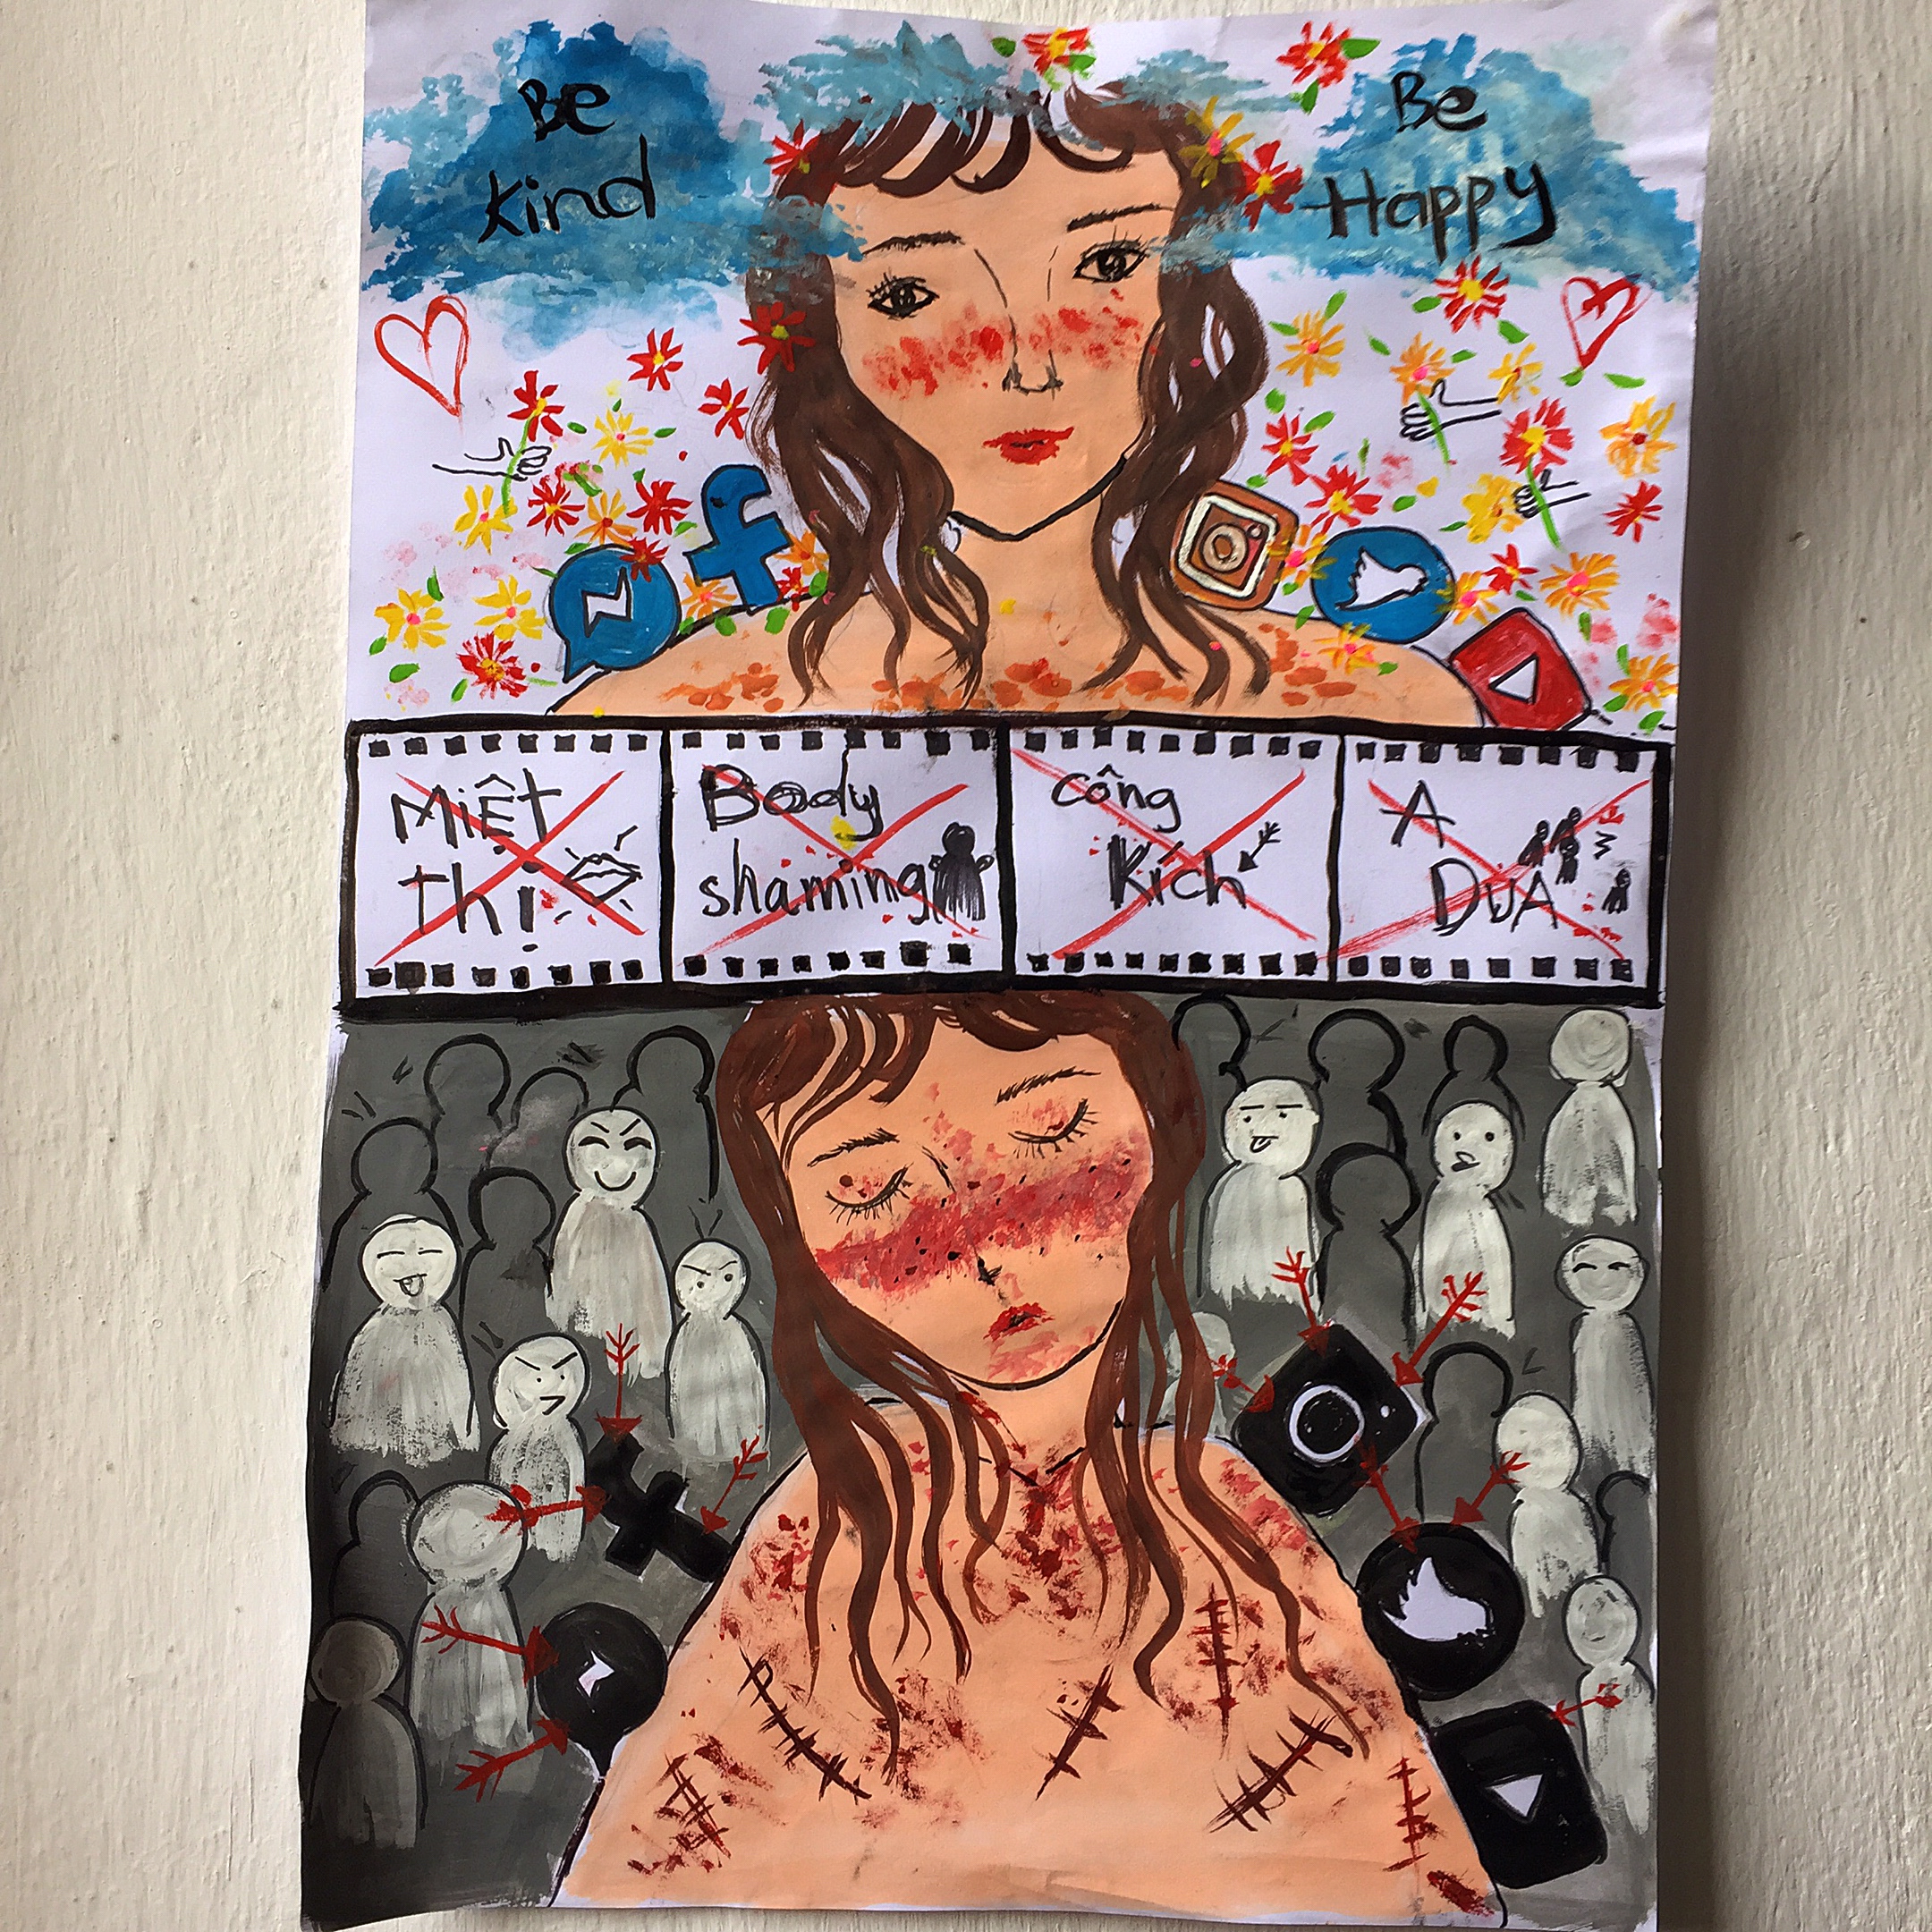 Be
Kind
Be
Happy
MiỆt
thị
Body
shaming
công
Kích
A
DUA